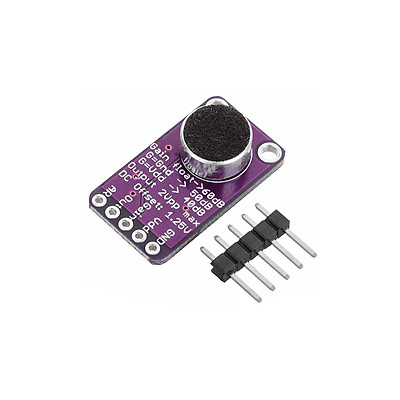 Gain float->60dB
G=Gnd -> 50dB
G=Vdd -> 40dB
Output 2Vpp max
DC Offset: 1.25V
AR
Out
Gain
Vdd
GND